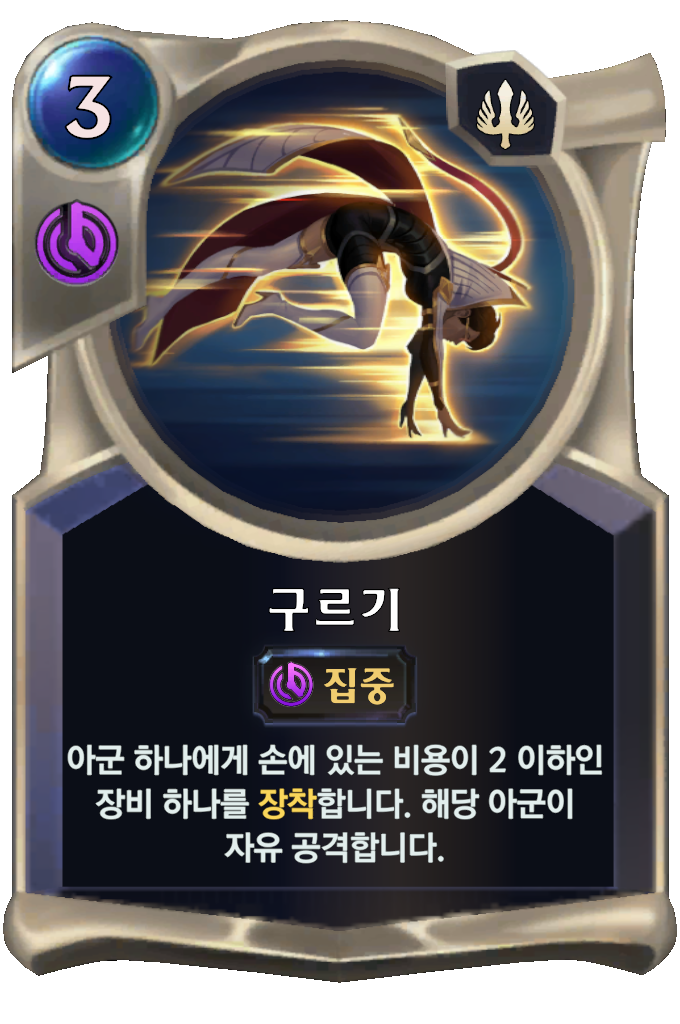 3
구르기
집중
아군 하나에게 손에 있는 비용이 2 이하인
장비 하나를 장착합니다. 해당 아군이
자유 공격합니다.